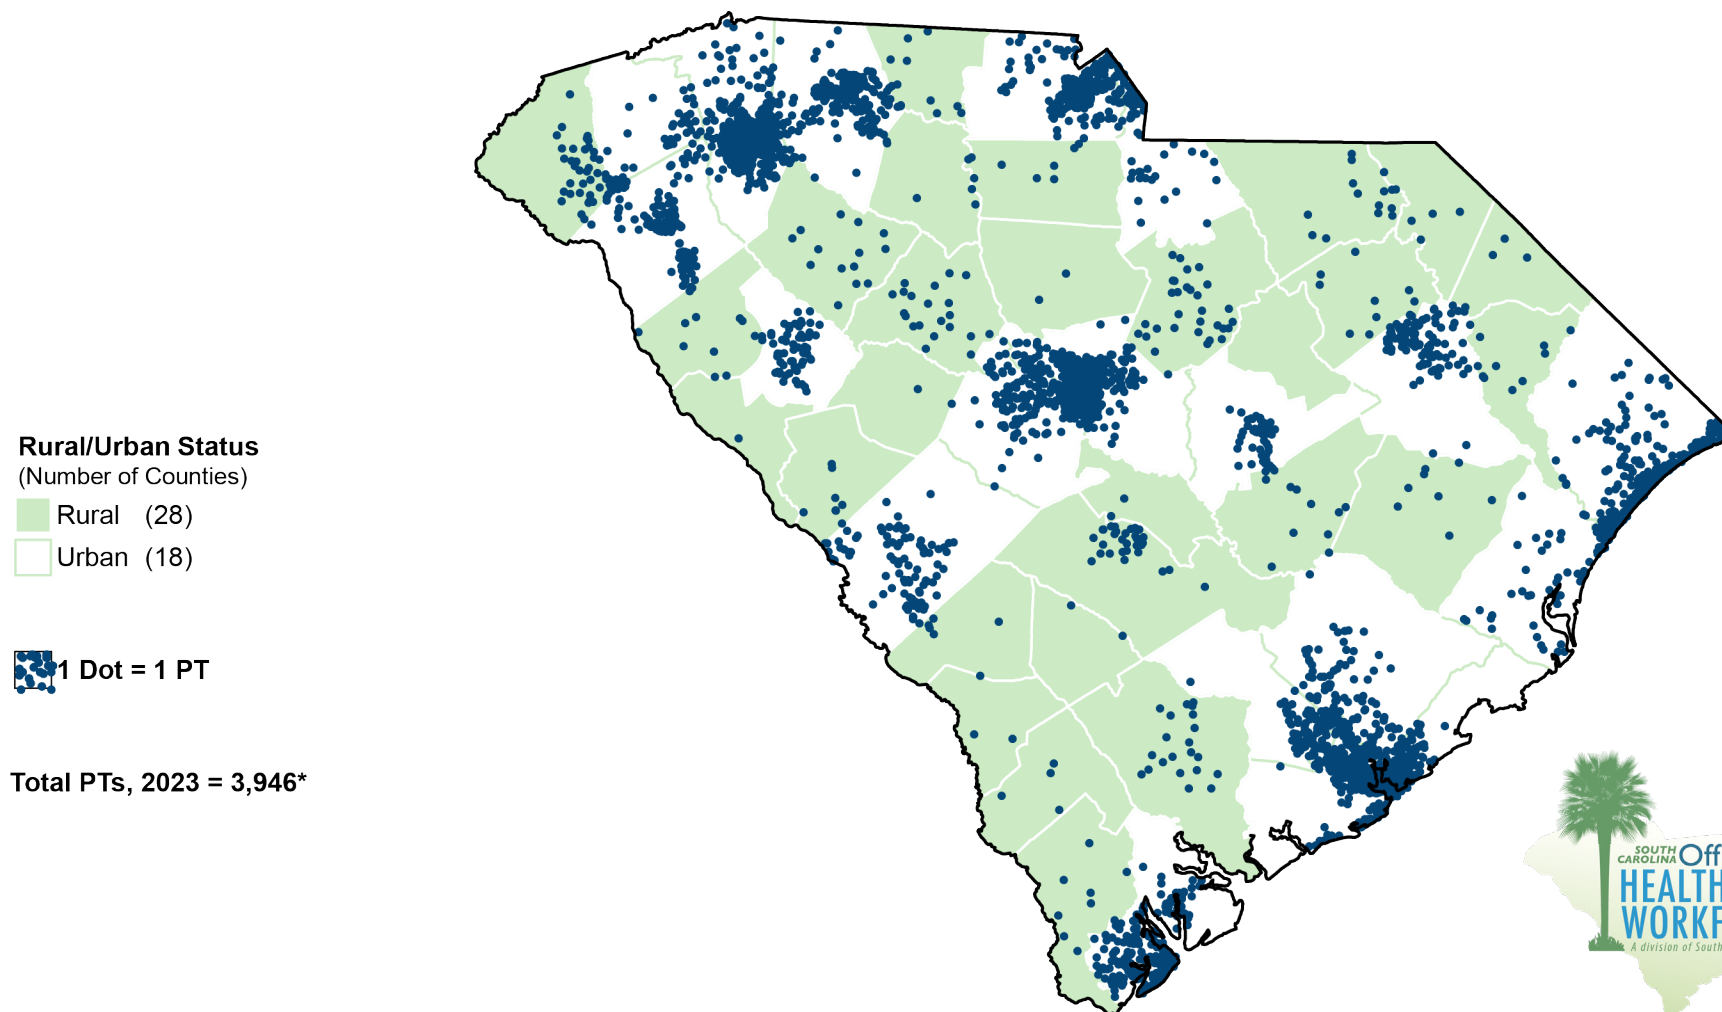 Rural/Urban Status
(Number of Counties)
Rural (28)
Urban (18)
1 Dot = 1 PT
Total PTs, 2023 = 3,946*
SOUTH
CAROLINA
HEALTH
A division of South